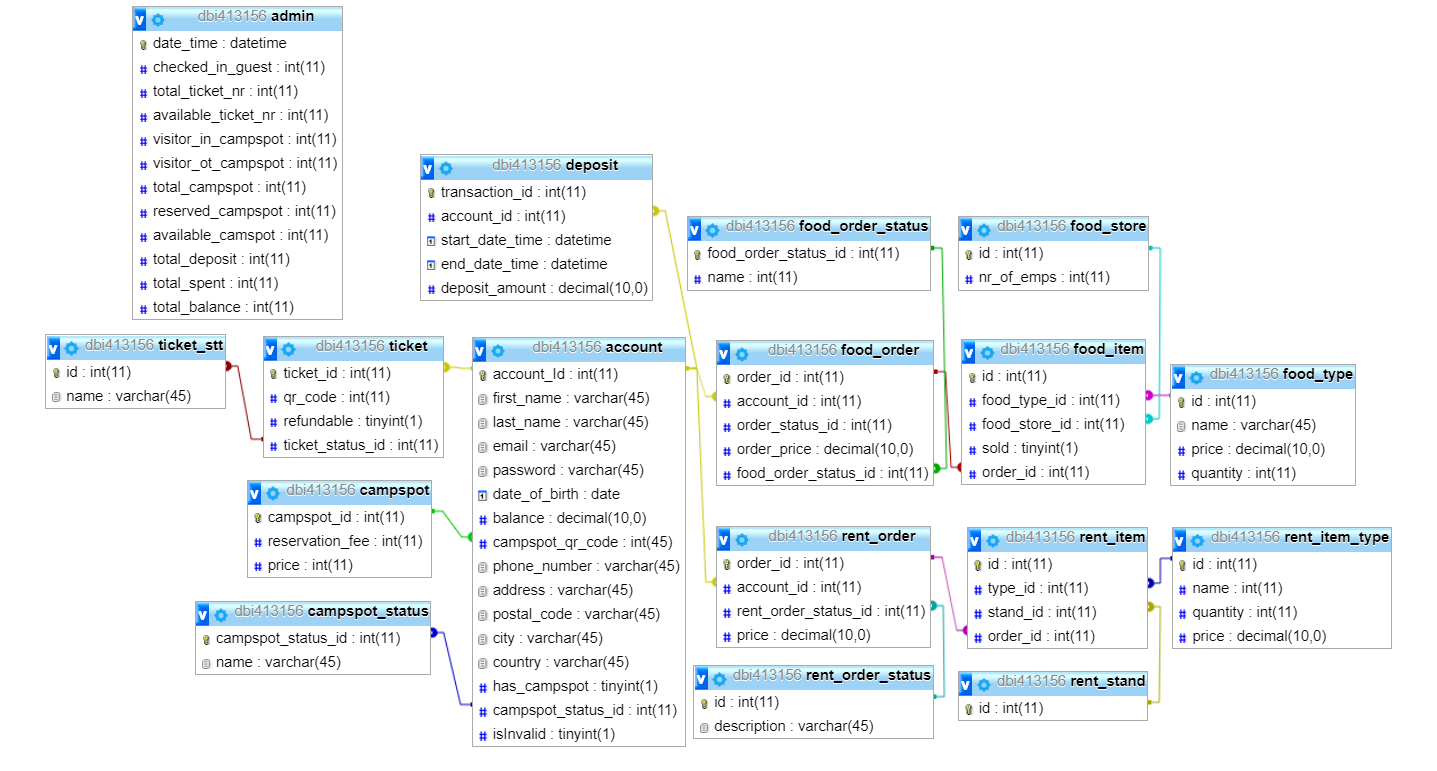 dbi413156 admin
date_time : datetime
checked_in_guest : int(11)
total_ticket_nr : int(11)
available_ticket_nr : int(11)
visitor_in_campspot : int(11)
visitor_ot_campspot : int(11)
total_campspot : int(11)
reserved_campspot : int(11)
available_camspot : int(11)
total_deposit : int(11)
total_spent : int(11)
total_balance : int(11)
dbi413156 deposit
transaction_id : int(11)
account_id : int(11)
start_date_time : datetime
end_date_time : datetime
deposit_amount : decimal(10,0)
dbi413156 food_order_status
food_order_status_id : int(11)
name : int(11)
dbi413156 food_store
id : int(11)
nr_of_emps : int(11)
dbi413156 ticket_stt
id : int(11)
name : varchar(45)
dbi413156 ticket
ticket_id : int(11)
qr_code : int(11)
refundable : tinyint(1)
ticket_status_id : int(11)
dbi413156 account
account_Id : int(11)
first_name : varchar(45)
last_name : varchar(45)
email : varchar(45)
password : varchar(45)
date_of_birth : date
balance : decimal(10,0)
campspot_qr_code : int(45)
phone_number : varchar(45)
address : varchar(45)
postal_code : varchar(45)
city : varchar(45)
country : varchar(45)
has_campspot : tinyint(1)
campspot_status_id : int(11)
isInvalid : tinyint(1)
dbi413156 food_order
order_id : int(11)
account_id : int(11)
order_status_id : int(11)
order_price : decimal(10,0)
food_order_status_id : int(11)
dbi413156 food_item
id : int(11)
food_type_id : int(11)
food_store_id : int(11)
sold : tinyint(1)
order_id : int(11)
dbi413156 food_type
id : int(11)
name : varchar(45)
price : decimal(10,0)
quantity : int(11)
dbi413156 campspot
campspot_id : int(11)
reservation_fee : int(11)
price : int(11)
dbi413156 campspot_status
campspot_status_id : int(11)
name : varchar(45)
dbi413156 rent_order
order_id : int(11)
account_id : int(11)
rent_order_status_id : int(11)
price : decimal(10,0)
dbi413156 rent_item
id : int(11)
type_id : int(11)
stand_id : int(11)
order_id : int(11)
dbi413156 rent_item_type
id : int(11)
name : int(11)
quantity : int(11)
price : decimal(10,0)
dbi413156 rent_order_status
id : int(11)
description : varchar(45)
dbi413156 rent_stand
id : int(11)